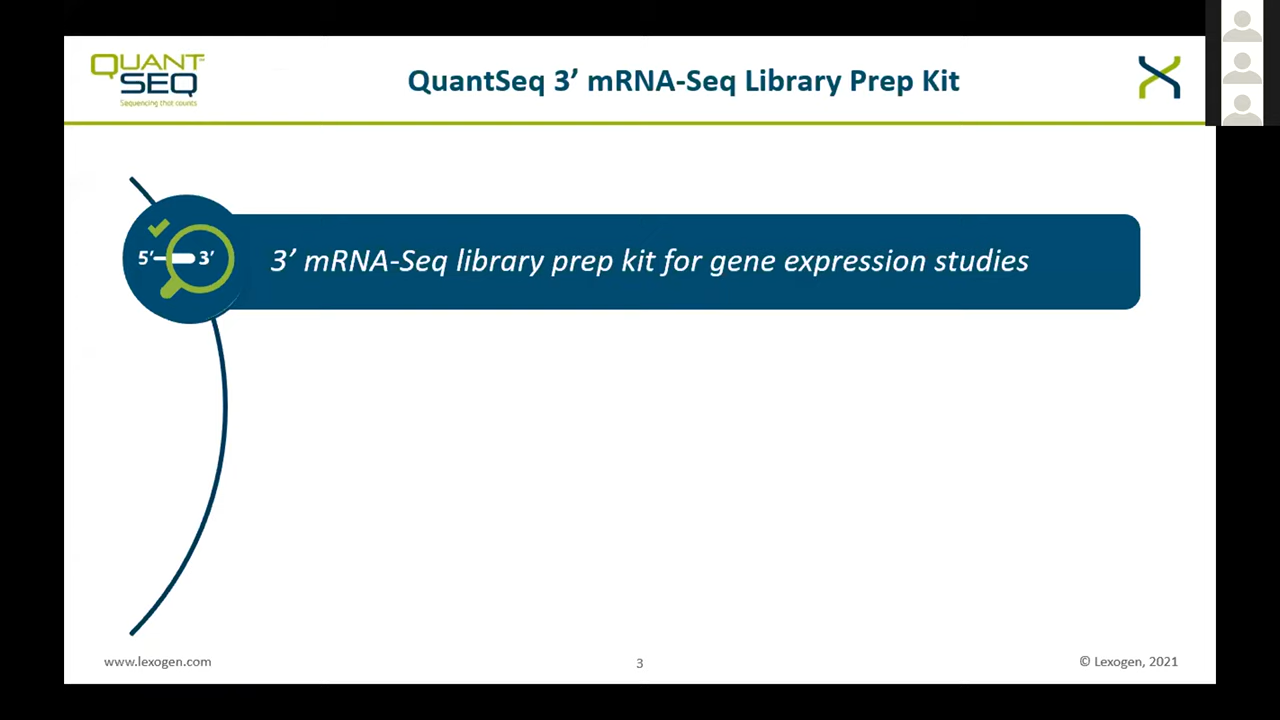 QUANT
SEQ
Sequencing that counts
QuantSeq 3’ mRNA-Seq Library Prep Kit
5’ 3’
3’ mRNA-Seq library prep kit for gene expression studies
www.lexogen.com
3
© Lexogen, 2021